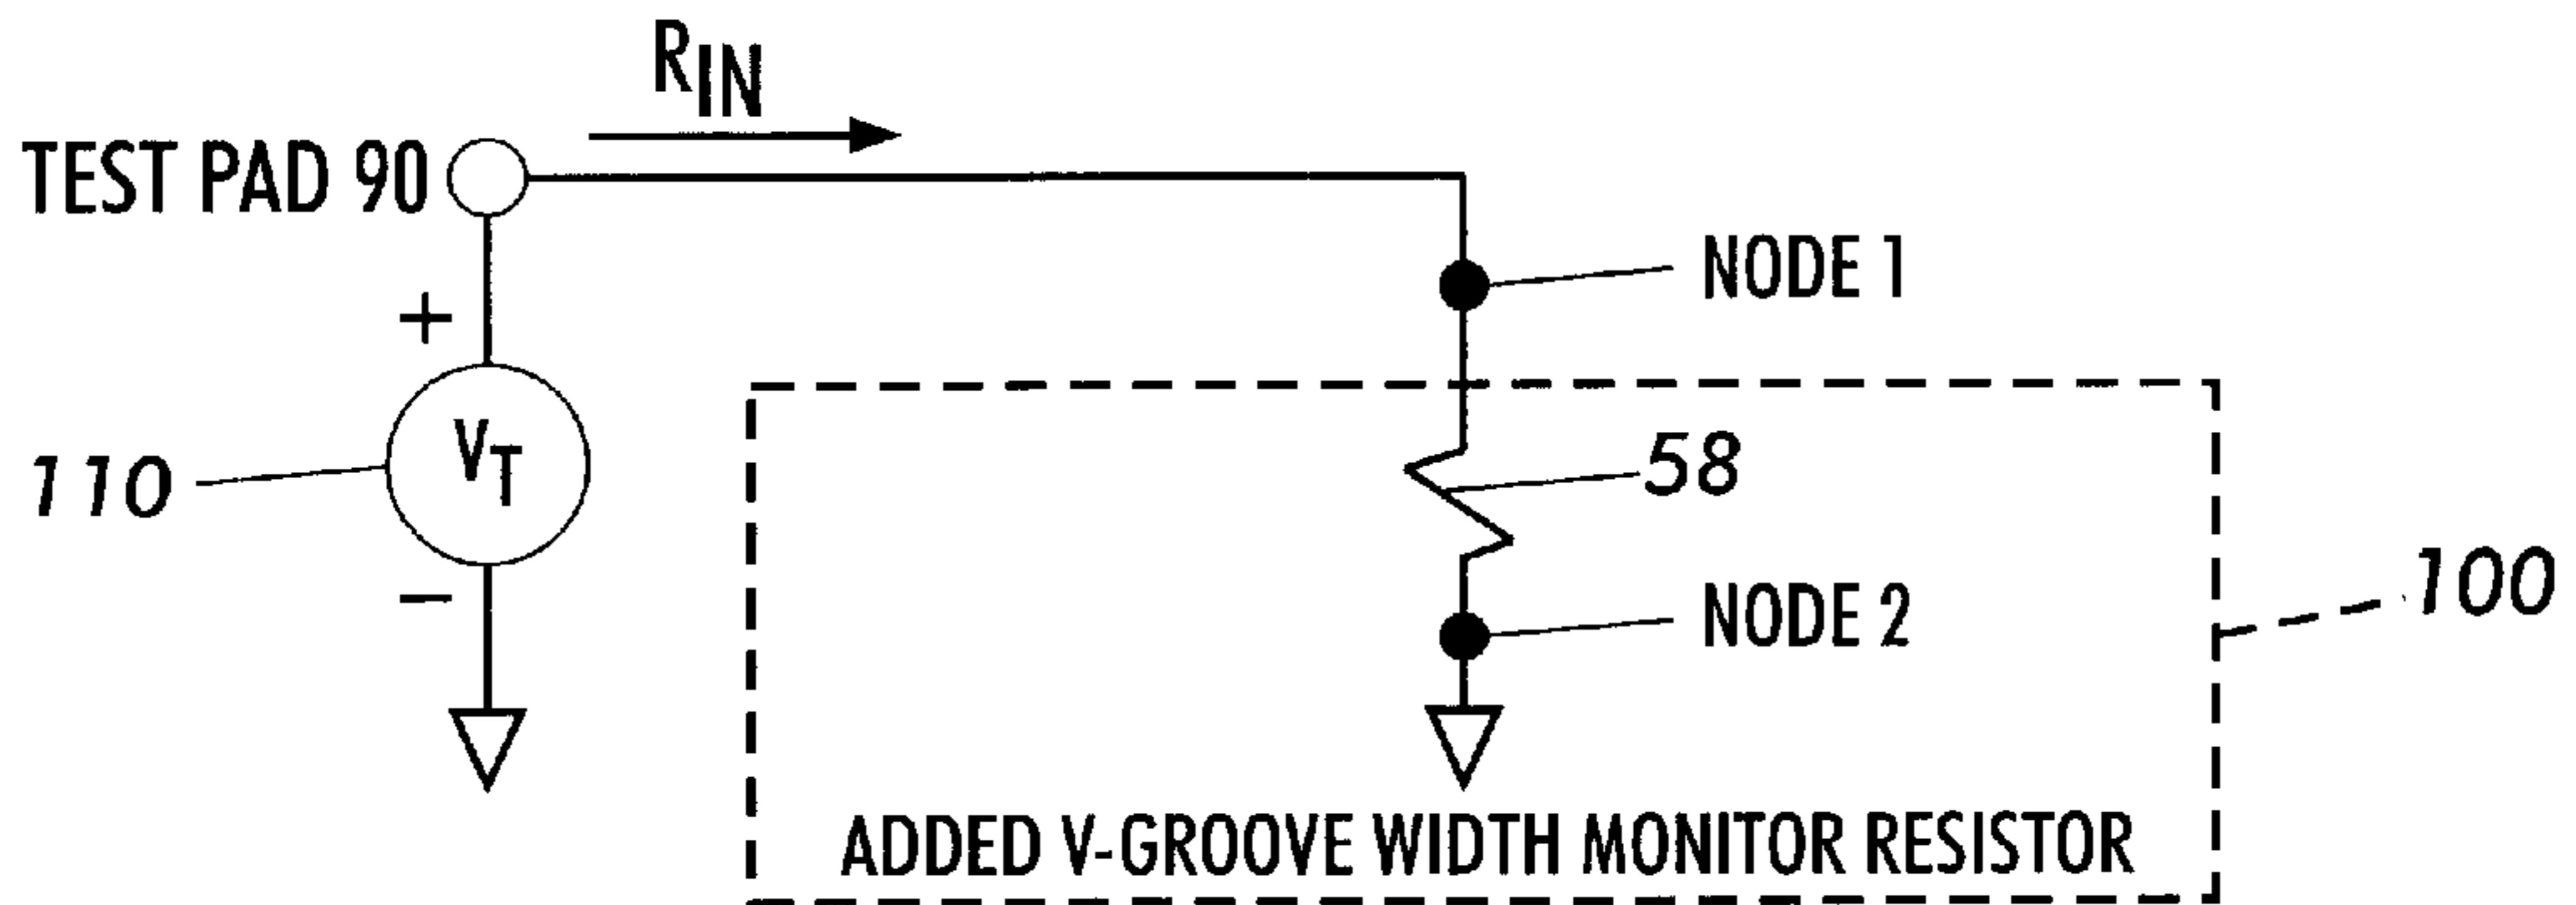 RIN
TEST PAD 90
NODE 1
+
VT
110
58
−
NODE 2
100
ADDED V-GROOVE WIDTH MONITOR RESISTOR